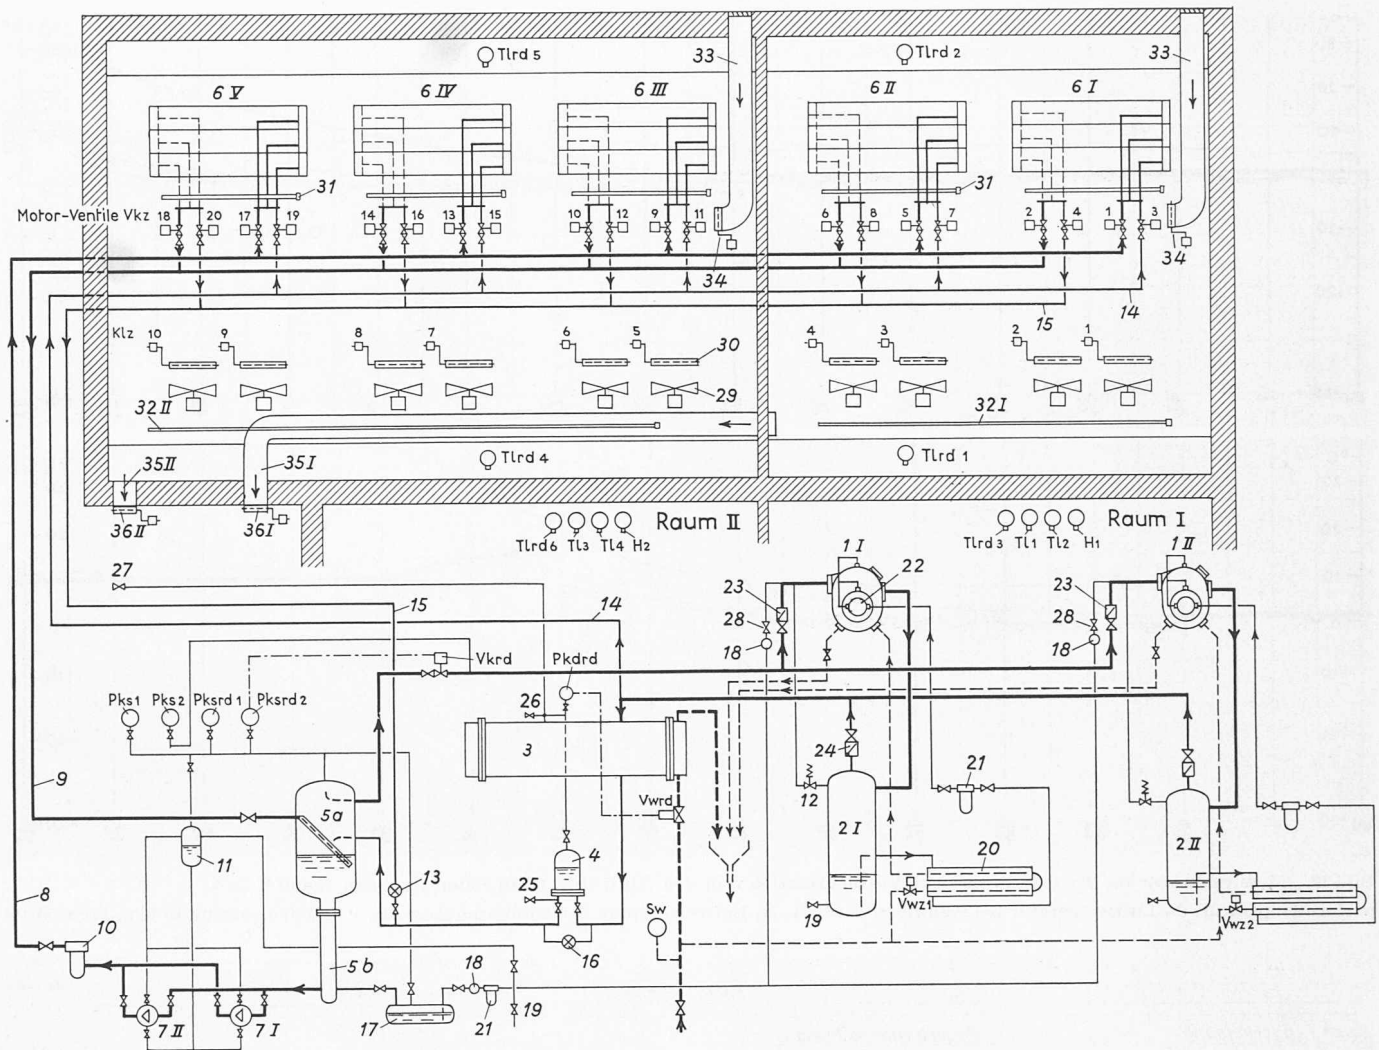 Tlrd 5
33
Tlrd 2
33
6 V
6 IV
6 III
6 II
6 I
31
31
Motor-Ventile Vkz
18 20 17 19
14 16 13 15
10 12 9 11
6 8 5 7
2 4 1 3
34
34
15
14
Klz
10 9 8 7 6 5 4 3 2 1
30
29
32 II
32 I
35 II
35 I
Tlrd 4
Tlrd 1
36 II
36 I
Raum II
Raum I
Tlrd 6 Tl 3 Tl 4 H2
Tlrd 3 Tl 1 Tl 2 H1
27
15
14
1 I
22
1 II
23
23
28
28
18
18
Vkrd
Pkdrd
Pks 1 Pks 2 Pksrd 1 Pksrd 2
26
3
24
21
21
9
5a
Vwrd
12
2 I
20
2 II
11
4
13
25
8
Sw
Vwz1
19
Vwz2
10
16
5 b
18
21
19
17
7 II
7 I